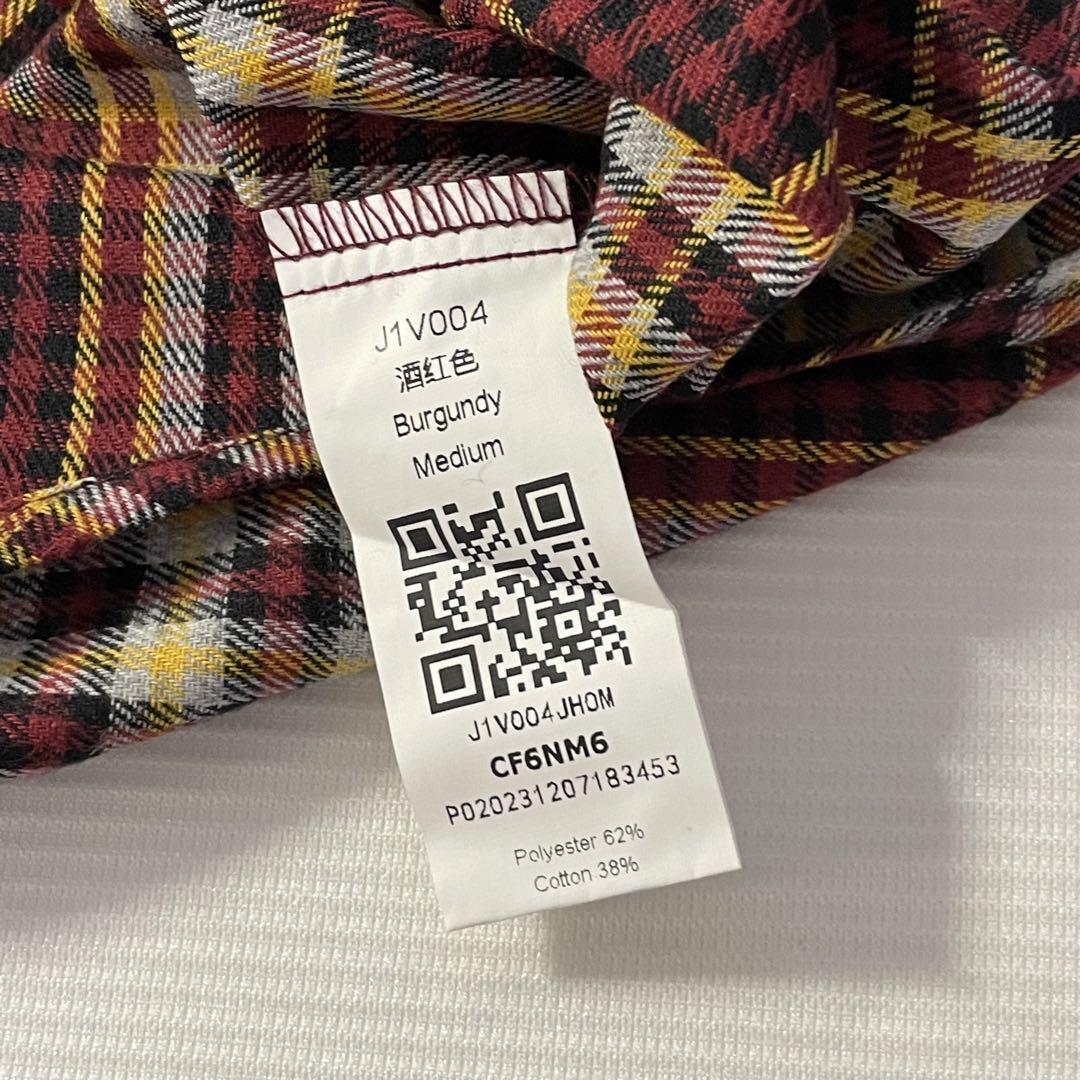 J1V004
酒红色
Burgundy
Medium
J1V004JHOM
CF6NM6
P020231207183453
Polyester 62%
Cotton 38%